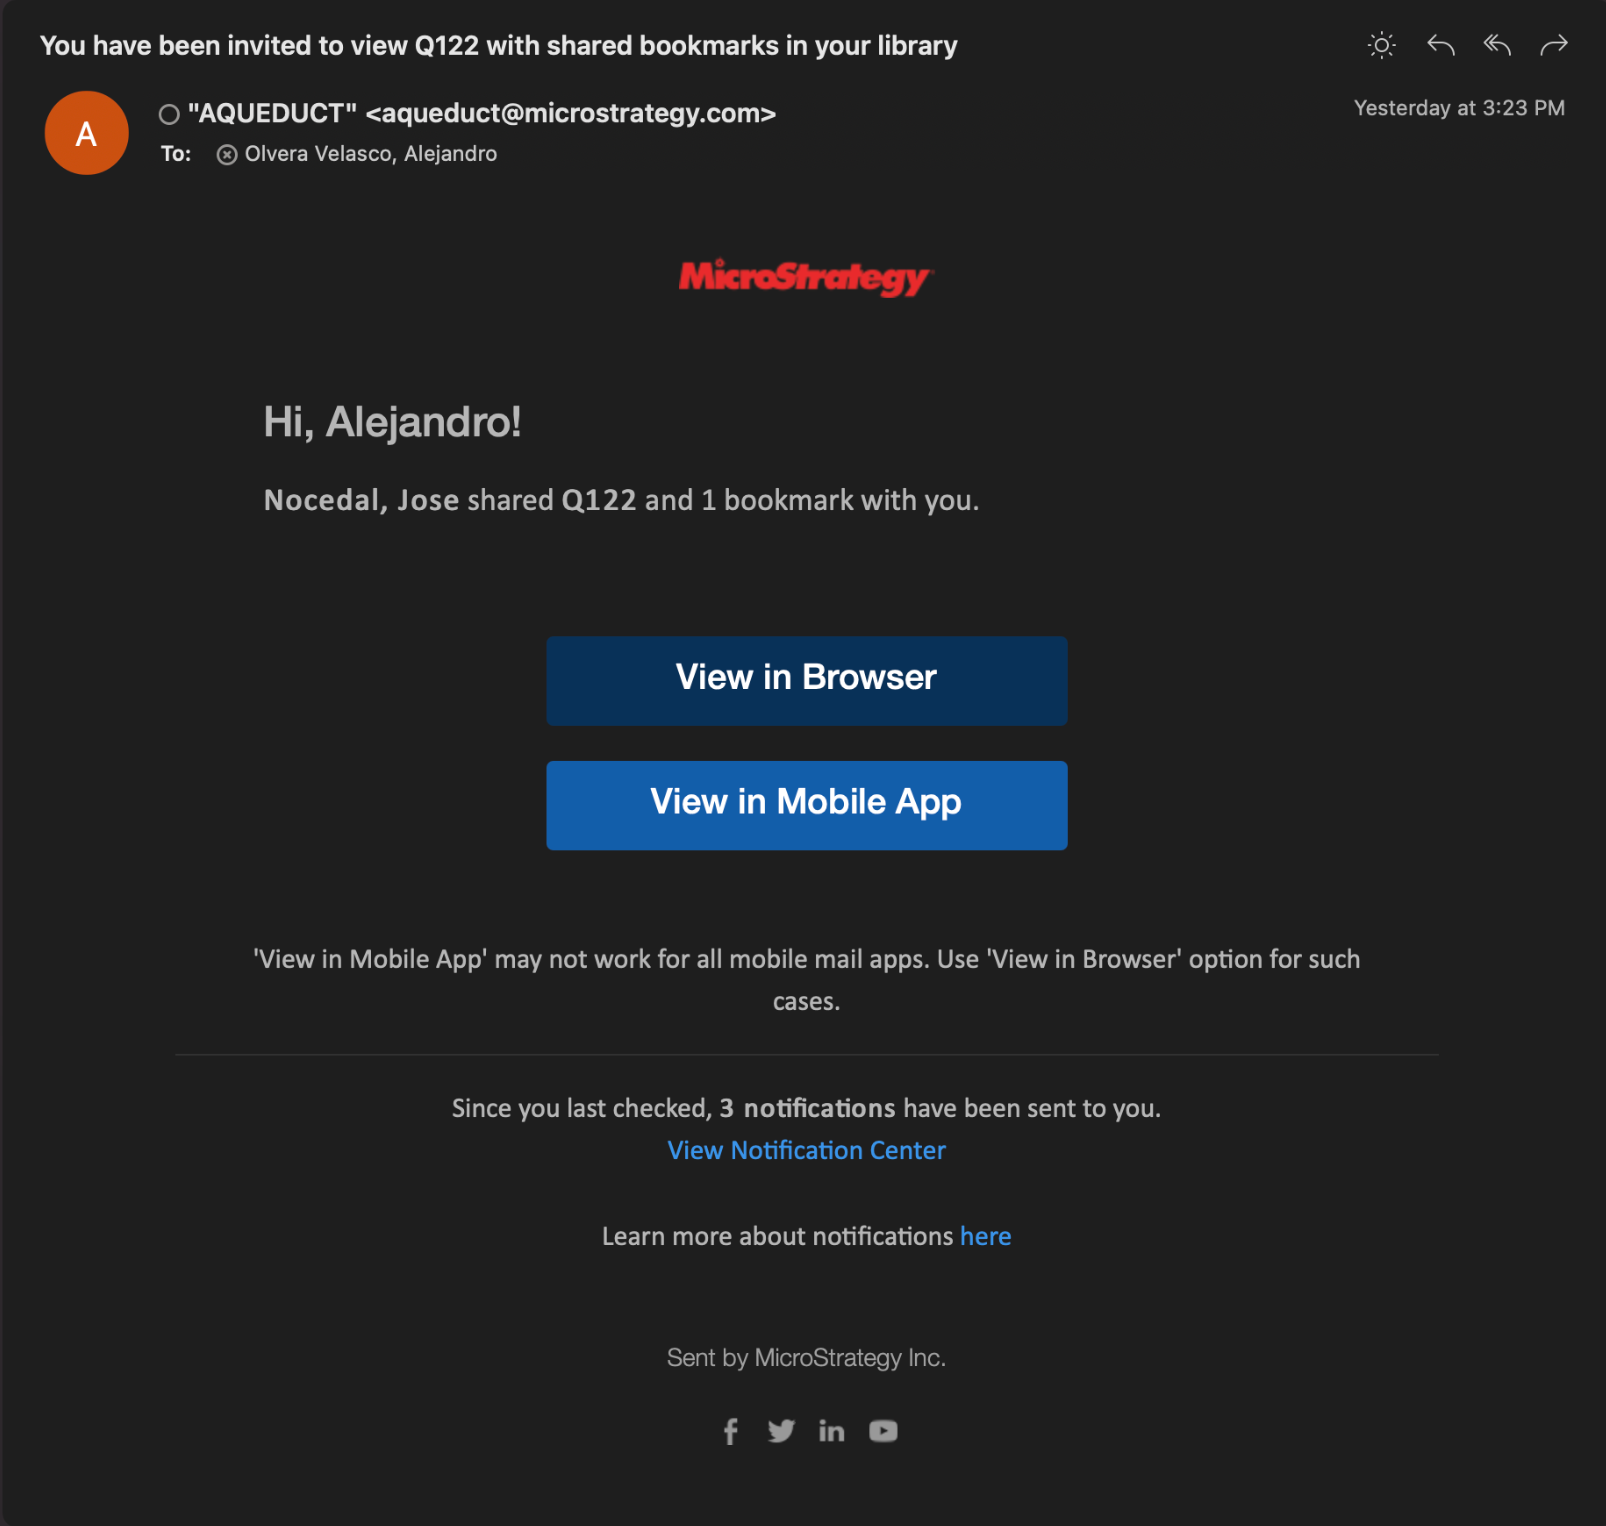 You have been invited to view Q122 with shared bookmarks in your library
A
"AQUEDUCT" <aqueduct@microstrategy.com>
Yesterday at 3:23 PM
To: Olvera Velasco, Alejandro
MicroStrategy
Hi, Alejandro!
Nocedal, Jose shared Q122 and 1 bookmark with you.
View in Browser
View in Mobile App
'View in Mobile App' may not work for all mobile mail apps. Use 'View in Browser' option for such
cases.
Since you last checked, 3 notifications have been sent to you.
View Notification Center
Learn more about notifications here
Sent by MicroStrategy Inc.